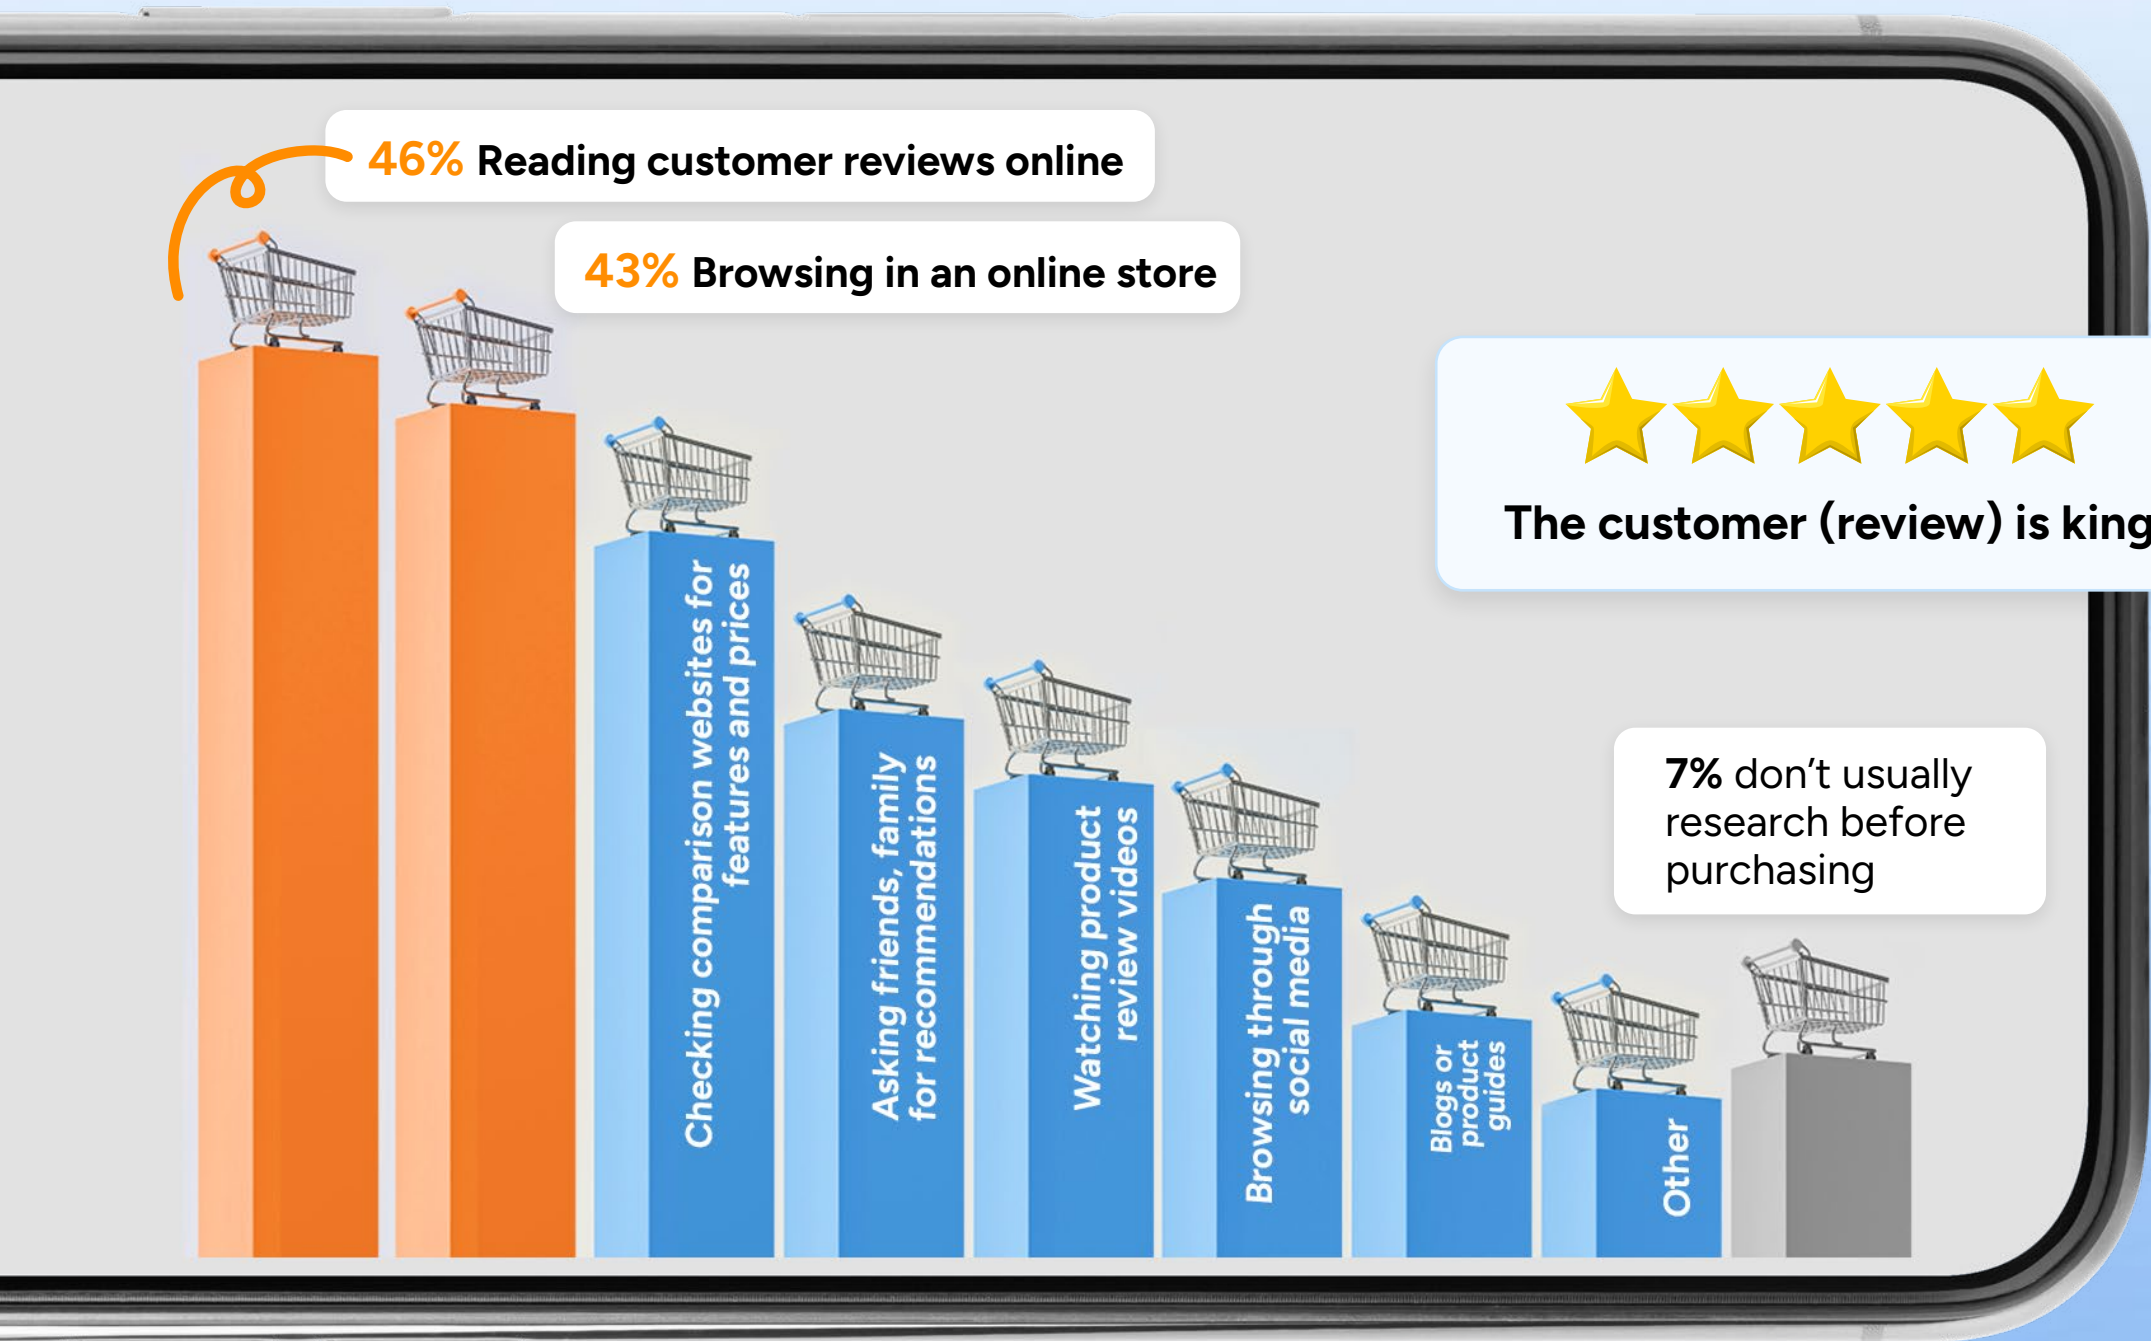 46% Reading customer reviews online
43% Browsing in an online store
The customer (review) is king
Checking comparison websites for
features and prices
Asking friends, family
for recommendations
Watching product
review videos
Browsing through
social media
Blogs or
product
guides
Other
7% don’t usually
research before
purchasing